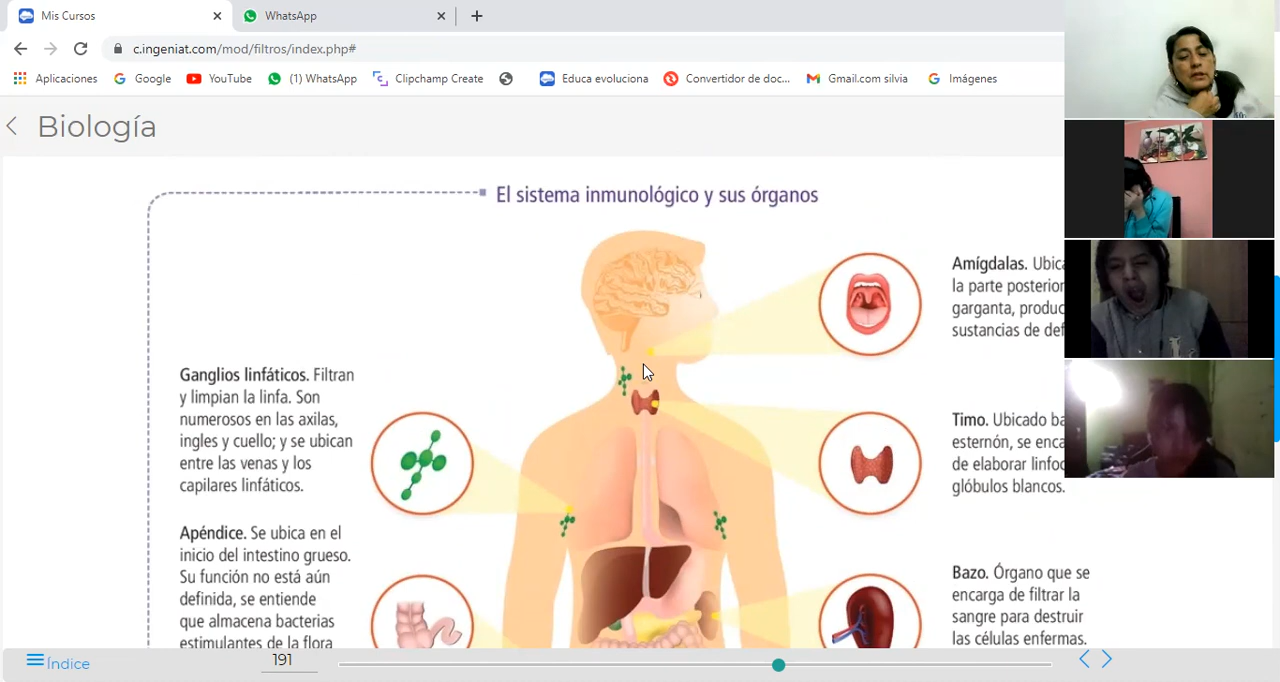 Mis Cursos
WhatsApp
c.ingeniat.com/mod/filtros/index.php#
Aplicaciones
Google
YouTube
(1) WhatsApp
Clipchamp Create
Educa evoluciona
Convertidor de doc...
Gmail.com silvia
Imágenes
Biología
El sistema inmunológico y sus órganos
Amígdalas. Ubica
la parte posterior
garganta, produc
sustancias de def
Ganglios linfáticos. Filtran
y limpian la linfa. Son
numerosos en las axilas,
ingles y cuello; y se ubican
entre las venas y los
capilares linfáticos.
Timo. Ubicado ba
esternón, se enca
de elaborar linfoc
glóbulos blancos.
Apéndice. Se ubica en el
inicio del intestino grueso.
Su función no está aún
definida, se entiende
que almacena bacterias
estimulantes de la flora
Bazo. Órgano que se
encarga de filtrar la
sangre para destruir
las células enfermas.
Índice
191